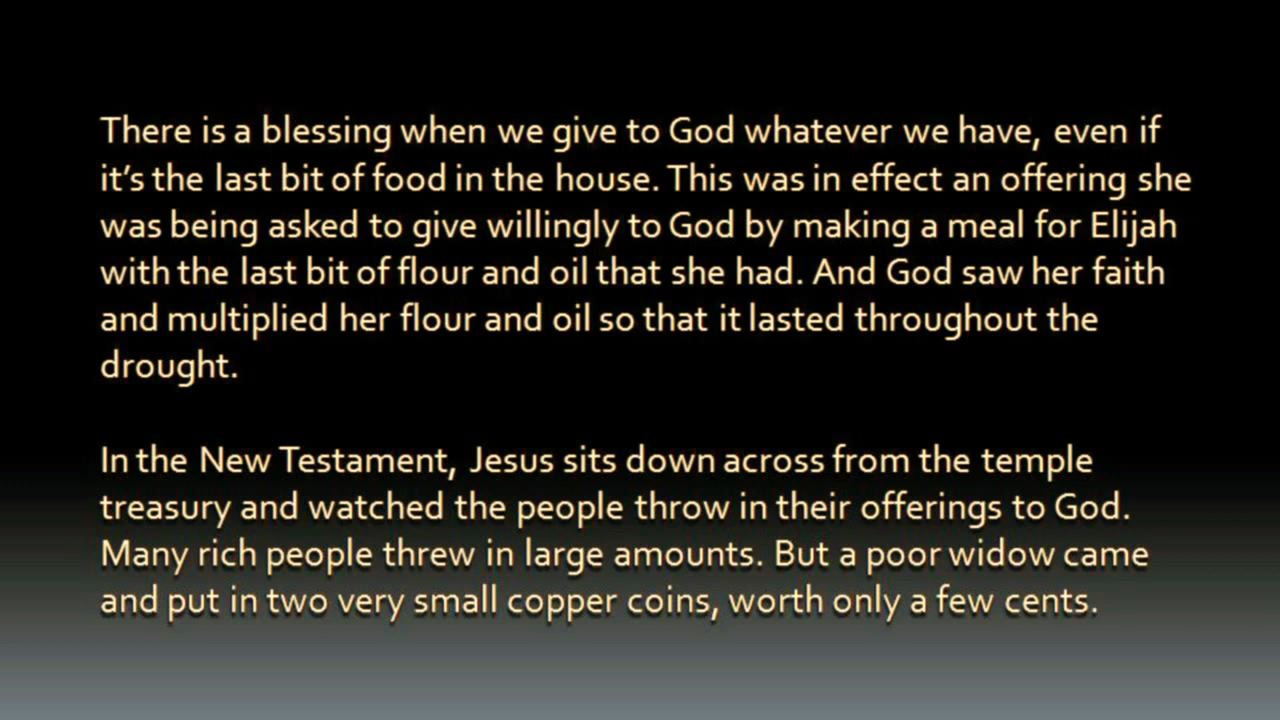 There is a blessing when we give to God whatever we have, even if
it’s the last bit of food in the house. This was in effect an offering she
was being asked to give willingly to God by making a meal for Elijah
with the last bit of flour and oil that she had. And God saw her faith
and multiplied her flour and oil so that it lasted throughout the
drought.
In the New Testament, Jesus sits down across from the temple
treasury and watched the people throw in their offerings to God.
Many rich people threw in large amounts. But a poor widow came
and put in two very small copper coins, worth only a few cents.